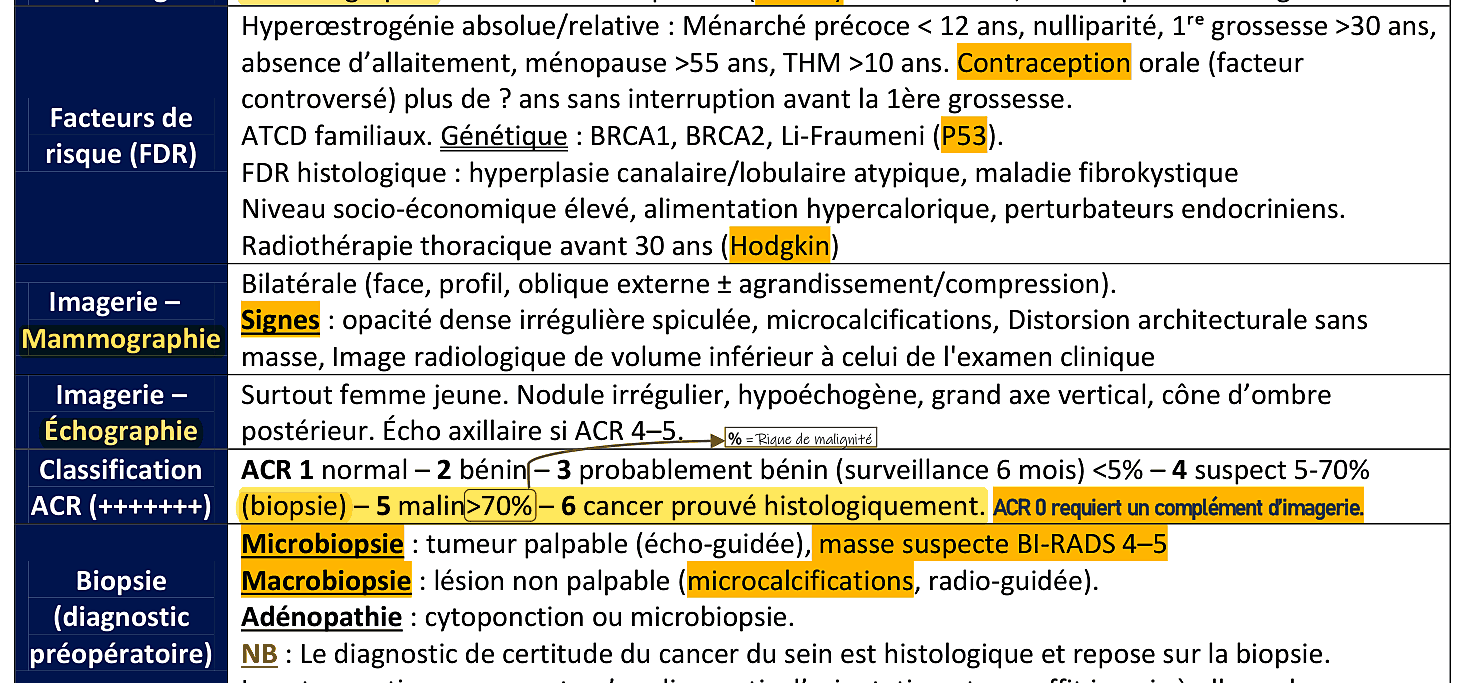 Hyperœstrogénie absolue/relative : Ménarché précoce < 12 ans, nulliparité, 1ʳᵉ grossesse >30 ans,
absence d’allaitement, ménopause >55 ans, THM >10 ans. Contraception orale (facteur
controversé) plus de ? ans sans interruption avant la 1ère grossesse.
Facteurs de
risque (FDR)
ATCD familiaux. Génétique : BRCA1, BRCA2, Li-Fraumeni (P53).
FDR histologique : hyperplasie canalaire/lobulaire atypique, maladie fibrokystique
Niveau socio-économique élevé, alimentation hypercalorique, perturbateurs endocriniens.
Radiothérapie thoracique avant 30 ans (Hodgkin)
Imagerie –
Mammographie
Bilatérale (face, profil, oblique externe ± agrandissement/compression).
Signes : opacité dense irrégulière spiculée, microcalcifications, Distorsion architecturale sans
masse, Image radiologique de volume inférieur à celui de l'examen clinique
Imagerie –
Échographie
Surtout femme jeune. Nodule irrégulier, hypoéchogène, grand axe vertical, cône d’ombre
postérieur. Écho axillaire si ACR 4–5.
% = Rique de malignité
Classification
ACR (+++++++)
ACR 1 normal – 2 bénin – 3 probablement bénin (surveillance 6 mois) <5% – 4 suspect 5-70%
(biopsie) – 5 malin >70% – 6 cancer prouvé histologiquement. ACR 0 requiert un complément d'imagerie.
Biopsie
(diagnostic
préopératoire)
Microbiopsie : tumeur palpable (écho-guidée), masse suspecte BI-RADS 4–5
Macrobiopsie : lésion non palpable (microcalcifications, radio-guidée).
Adénopathie : cytoponction ou microbiopsie.
NB : Le diagnostic de certitude du cancer du sein est histologique et repose sur la biopsie.